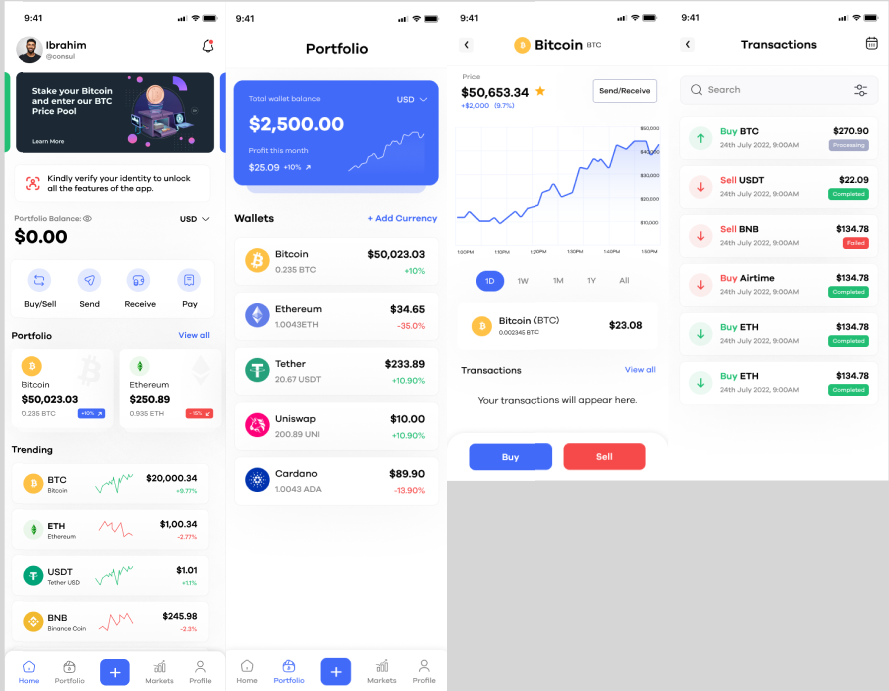 9:41
Ibrahim
@consul
Stake your Bitcoin
and enter our BTC
Price Pool
Learn More
Kindly verify your identity to unlock
all the features of the app.
Portfolio Balance:
USD
$0.00
Buy/Sell
Send
Receive
Pay
Portfolio
View all
Bitcoin
$50,023.03
0.235 BTC
+10%
Ethereum
$250.89
0.935 ETH
- 15%
Trending
BTC
Bitcoin
$20,000.34
+9.77%
ETH
Ethereum
$1,00.34
-2.77%
USDT
Tether USD
$1.01
+1.1%
BNB
Binance Coin
$245.98
-2.3%
Home
Portfolio
Markets
Profile
9:41
Portfolio
Total wallet balance
USD
$2,500.00
Profit this month
$25.09 +10%
Wallets
+ Add Currency
Bitcoin
0.235 BTC
$50,023.03
+10%
Ethereum
1.0043ETH
$34.65
-35.0%
Tether
20.67 USDT
$233.89
+10.90%
Uniswap
200.89 UNI
$10.00
+10.90%
Cardano
1.0043 ADA
$89.90
-13.90%
Home
Portfolio
Markets
Profile
9:41
Bitcoin BTC
Price
$50,653.34
+$2,000 (9.7%)
Send/Receive
$50,000
$40,000
$30,000
$20,000
$10,000
1:00PM
1:10PM
1:20PM
1:30PM
1:40PM
1:50PM
1D
1W
1M
1Y
All
Bitcoin (BTC)
0.002345 BTC
$23.08
Transactions
View all
Your transactions will appear here.
Buy
Sell
9:41
Transactions
Search
Buy BTC
24th July 2022, 9:00AM
$270.90
Processing
Sell USDT
24th July 2022, 9:00AM
$22.09
Completed
Sell BNB
24th July 2022, 9:00AM
$134.78
Failed
Buy Airtime
24th July 2022, 9:00AM
$134.78
Completed
Buy ETH
24th July 2022, 9:00AM
$134.78
Completed
Buy ETH
24th July 2022, 9:00AM
$134.78
Completed